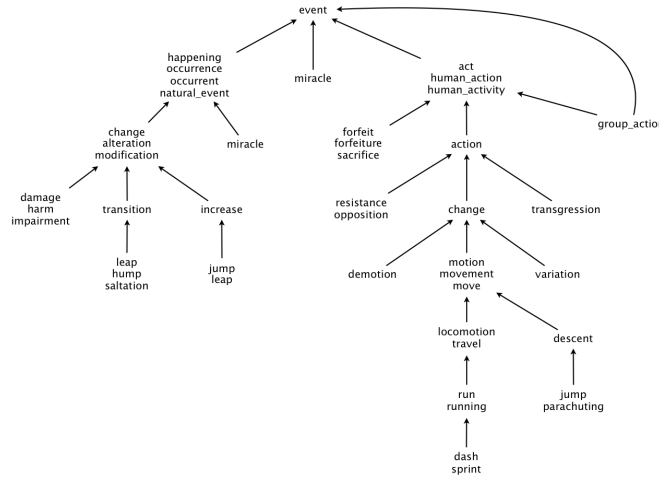 event
happening
occurrence
occurrent
natural_event
miracle
act
human_action
human_activity
change
alteration
modification
miracle
forfeit
forfeiture
sacrifice
action
group_action
damage
harm
impairment
transition
increase
resistance
opposition
change
transgression
leap
hump
saltation
jump
leap
demotion
motion
movement
move
variation
locomotion
travel
descent
run
running
jump
parachuting
dash
sprint